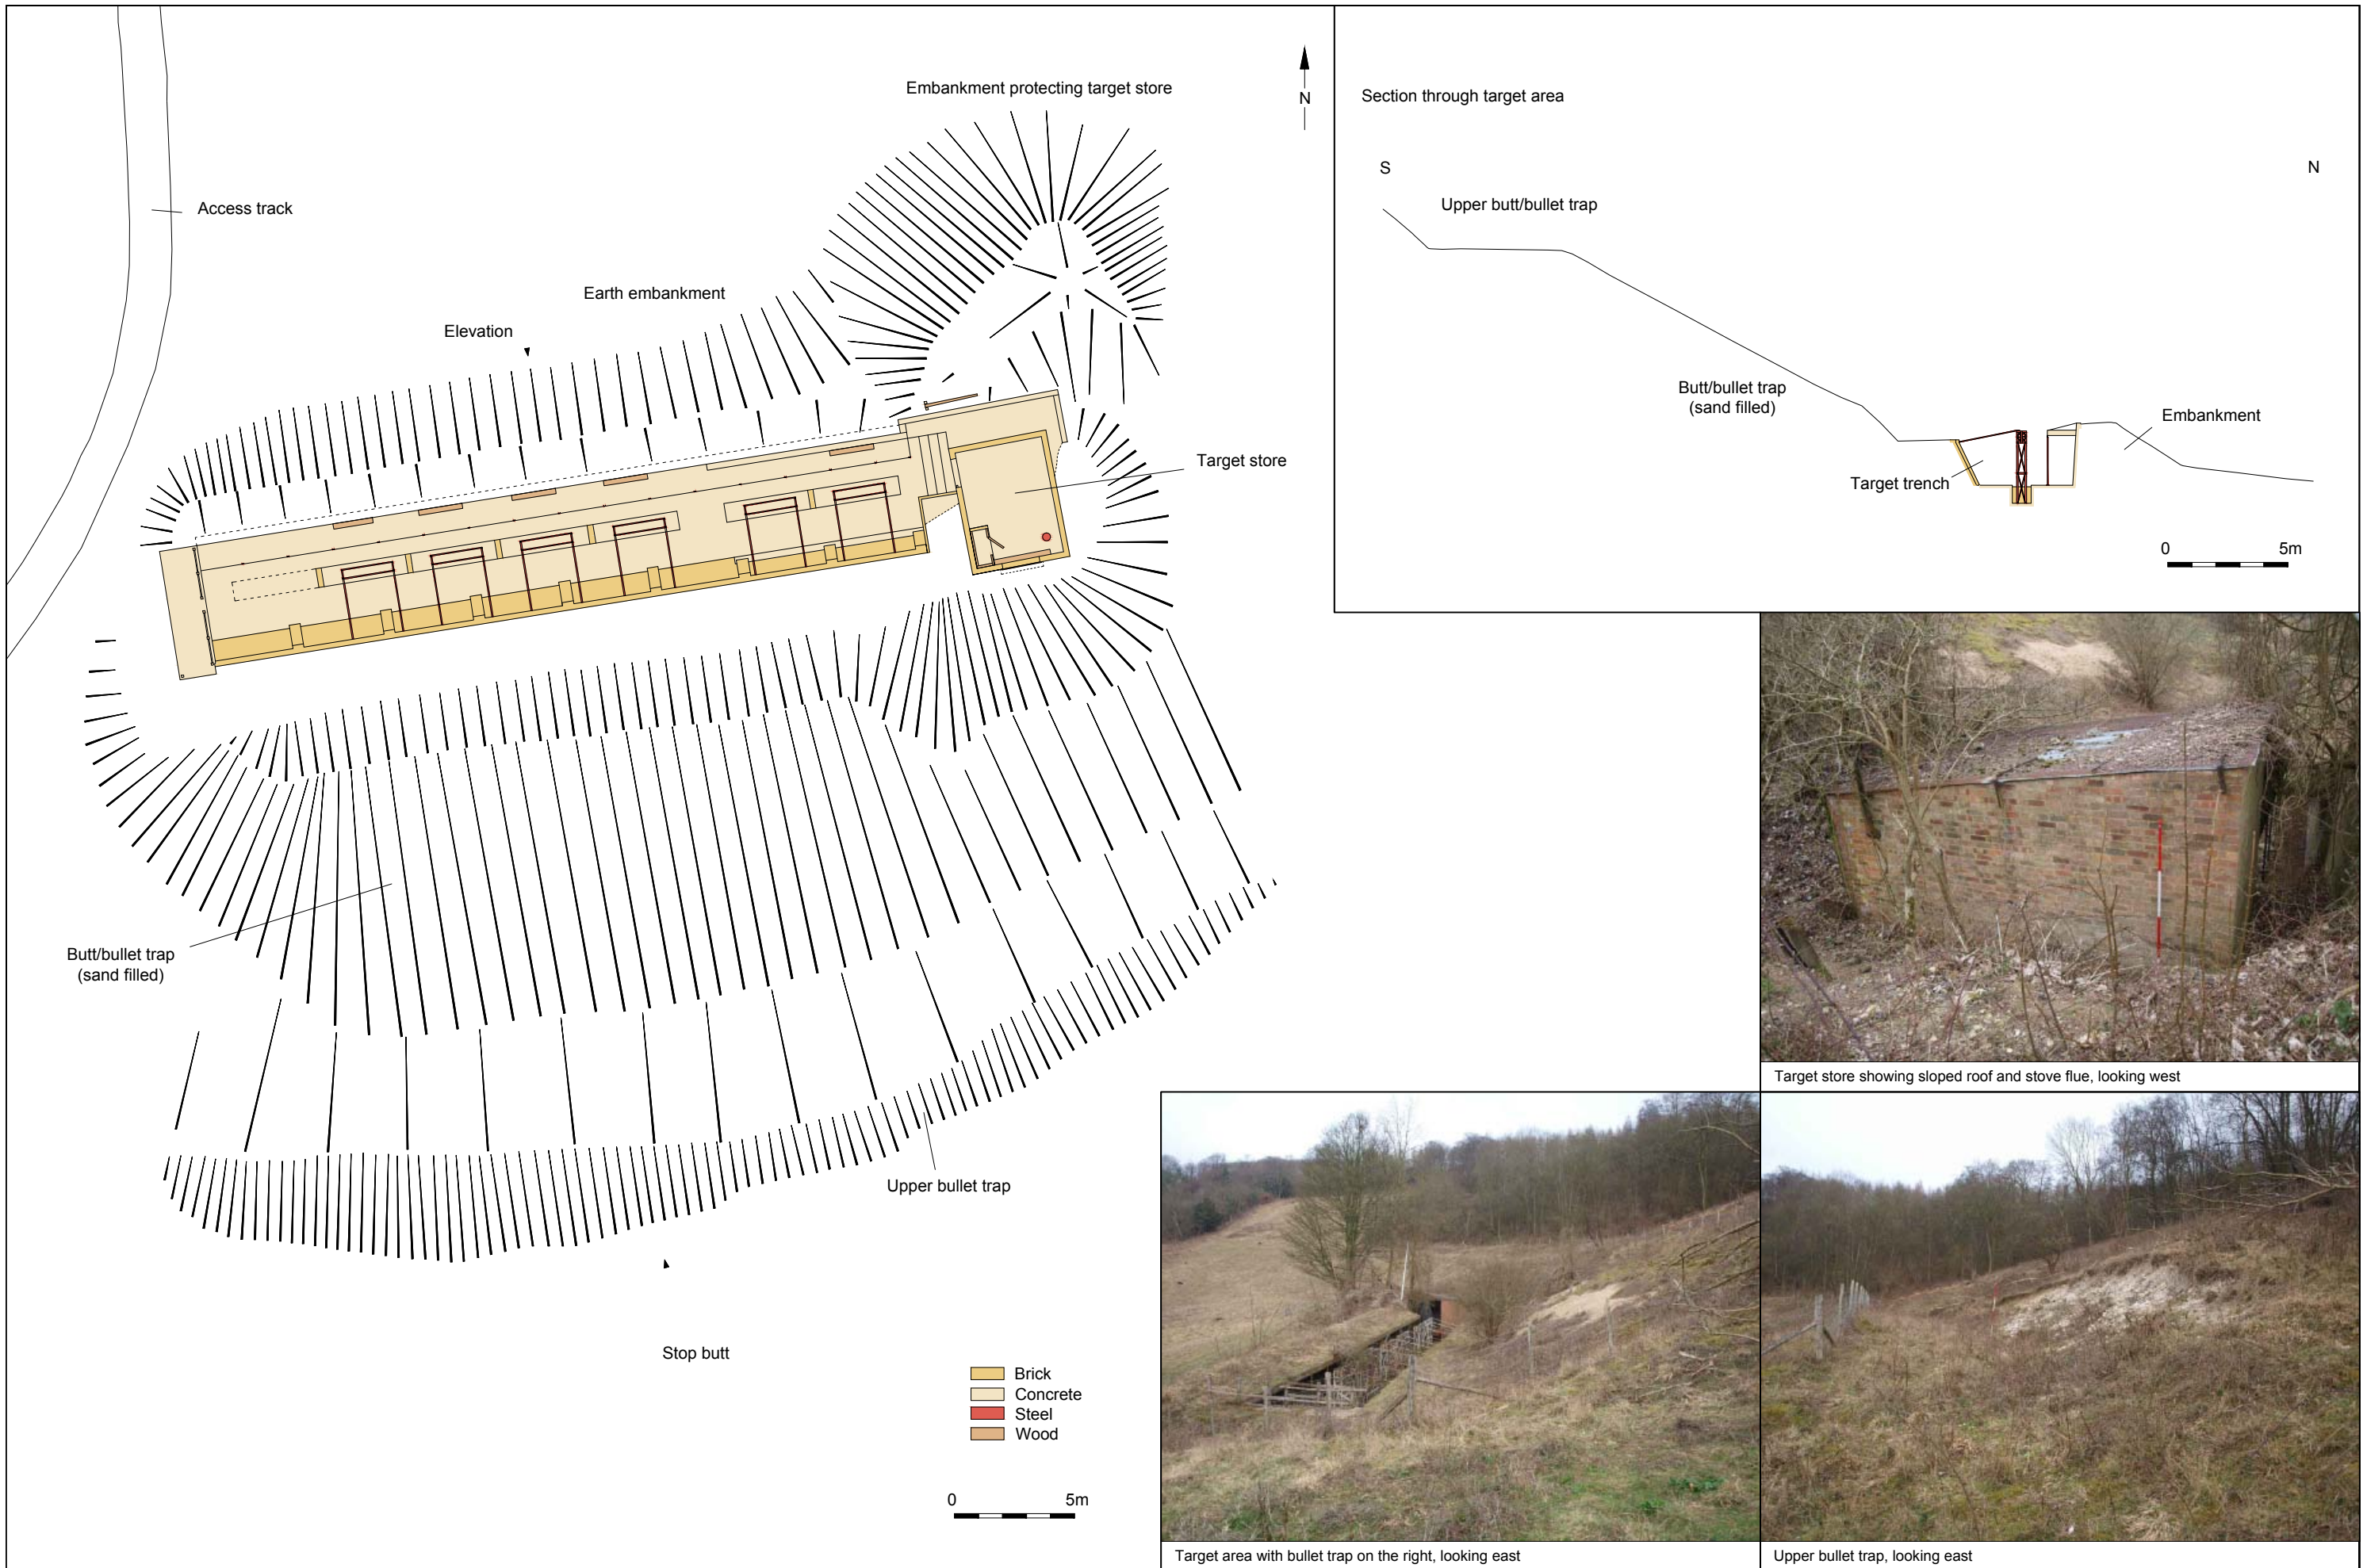 Embankment protecting target store
N
Access track
Earth embankment
Elevation
Target store
Butt/bullet trap
(sand filled)
Upper bullet trap
Stop butt
Brick
Concrete
Steel
Wood
0 5m
Section through target area
S N
Upper butt/bullet trap
Butt/bullet trap
(sand filled)
Embankment
Target trench
0 5m
Target store showing sloped roof and stove flue, looking west
Target area with bullet trap on the right, looking east
Upper bullet trap, looking east